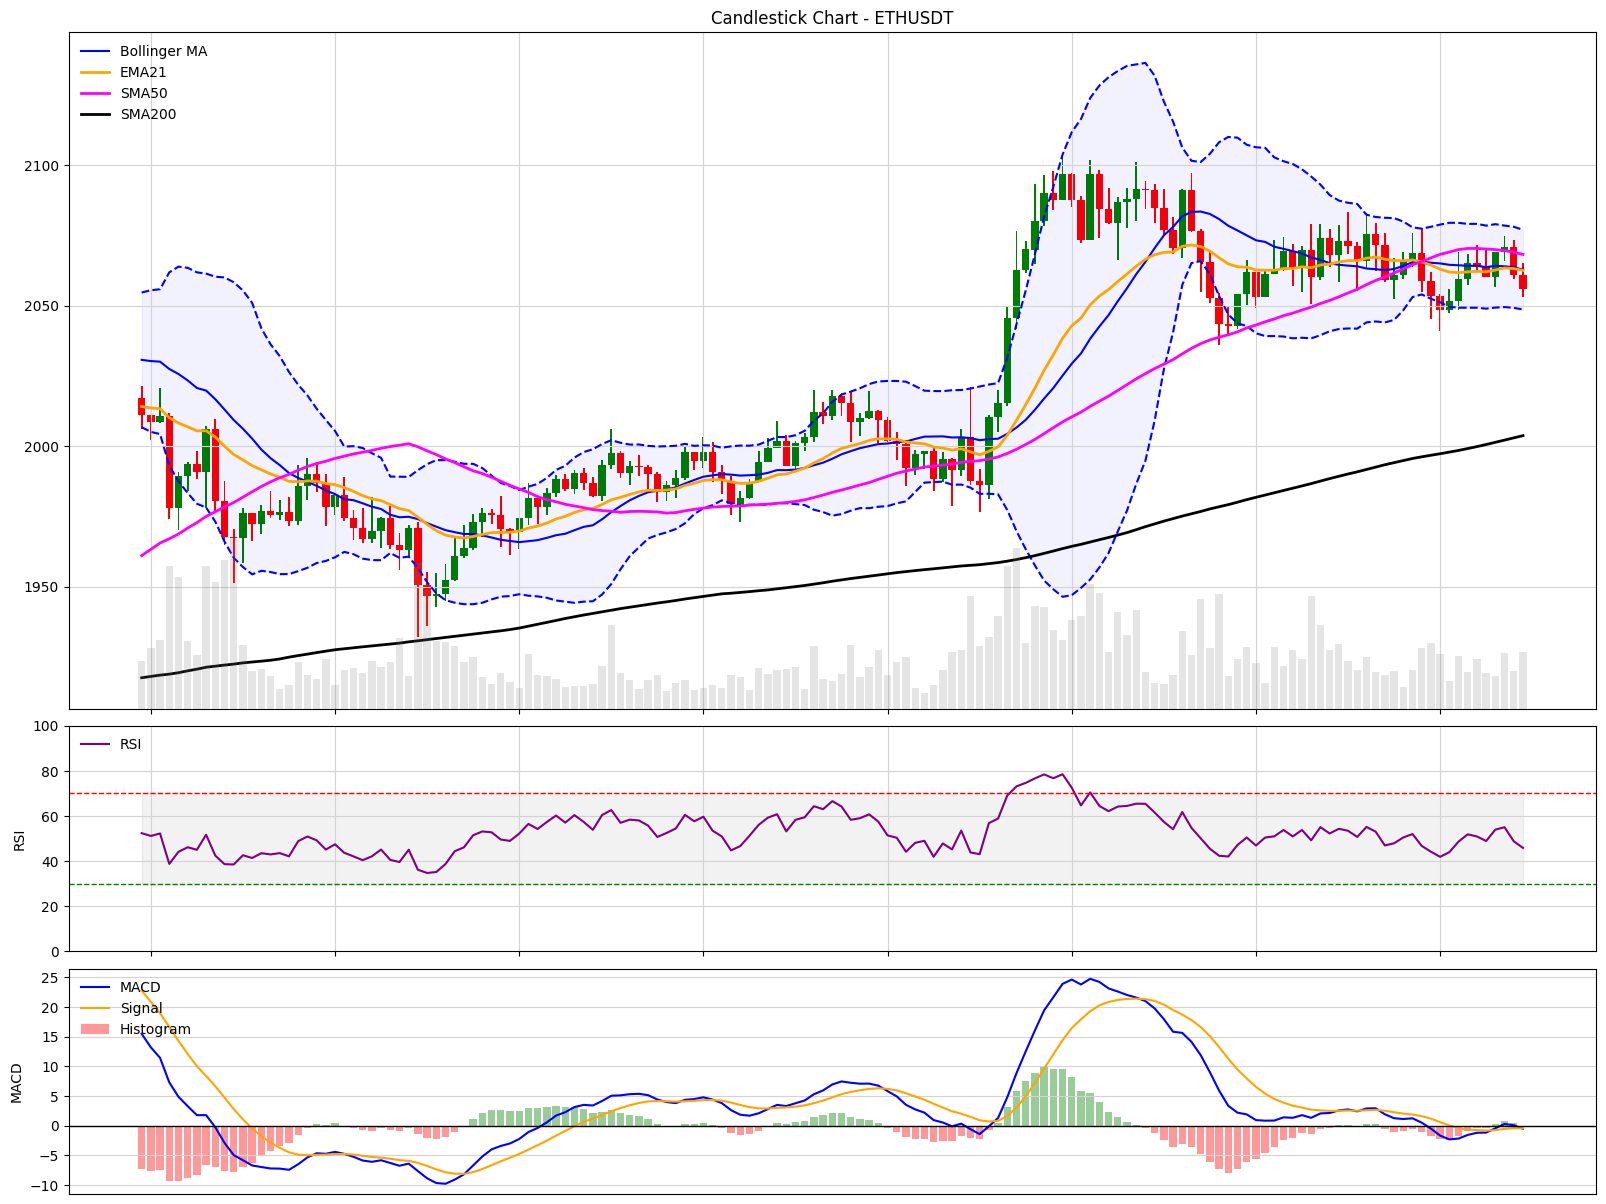 Candlestick Chart - ETHUSDT
Bollinger MA
EMA21
SMA50
SMA200
2100
2050
2000
1950
100
80
60
40
20
0
RSI
RSI
25
20
15
10
5
0
−5
−10
MACD
MACD
Signal
Histogram